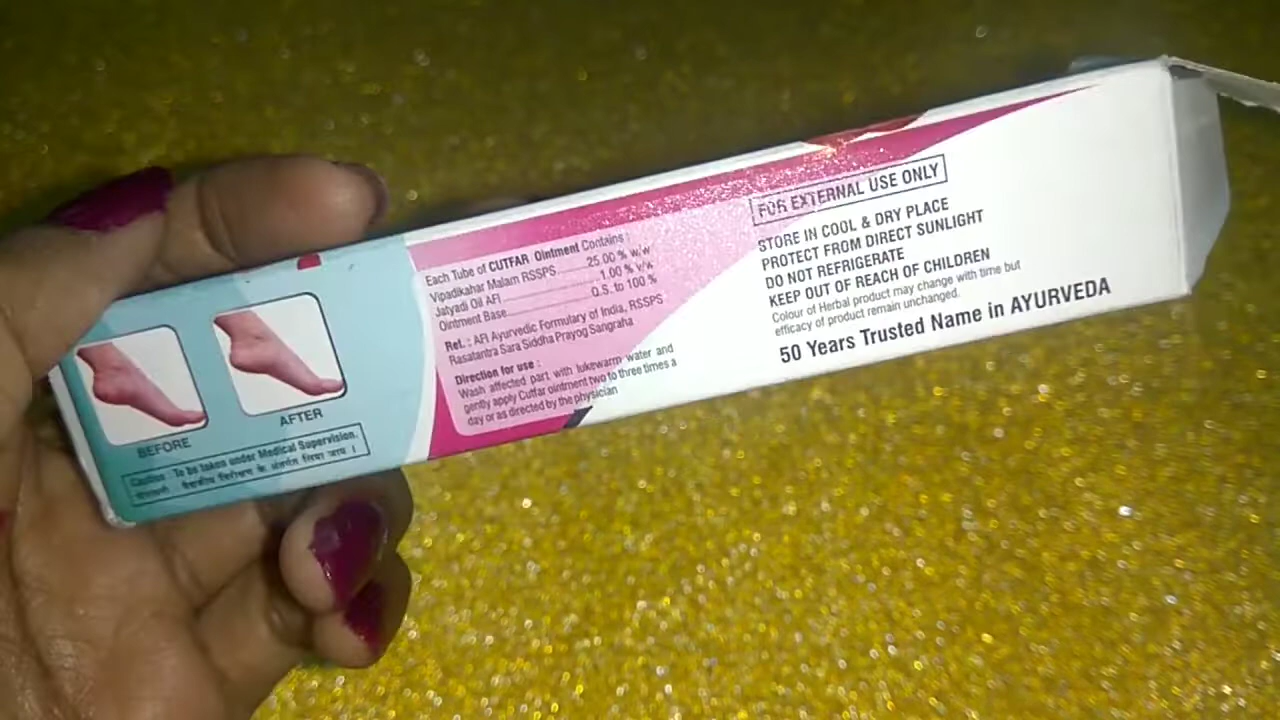 BEFORE
AFTER
Caution : To be taken under Medical Supervision.
सावधानी : वैद्यकीय निरीक्षण के अंतर्गत लिया जाय ।
Each Tube of CUTFAR Ointment Contains :
Vipadikahar Malam RSSPS 25.00 % w/w
Jatyadi Oil AFI 1.00 % v/w
Ointment Base Q.S. to 100 %
Ref. : AFI Ayurvedic Formulary of India, RSSPS
Rasatantra Sara Siddha Prayog Sangraha
Direction for use :
Wash affected part with lukewarm water and
gently apply Cutfar ointment two to three times a
day or as directed by the physician
FOR EXTERNAL USE ONLY
STORE IN COOL & DRY PLACE
PROTECT FROM DIRECT SUNLIGHT
DO NOT REFRIGERATE
KEEP OUT OF REACH OF CHILDREN
Colour of Herbal product may change with time but
efficacy of product remain unchanged.
50 Years Trusted Name in AYURVEDA